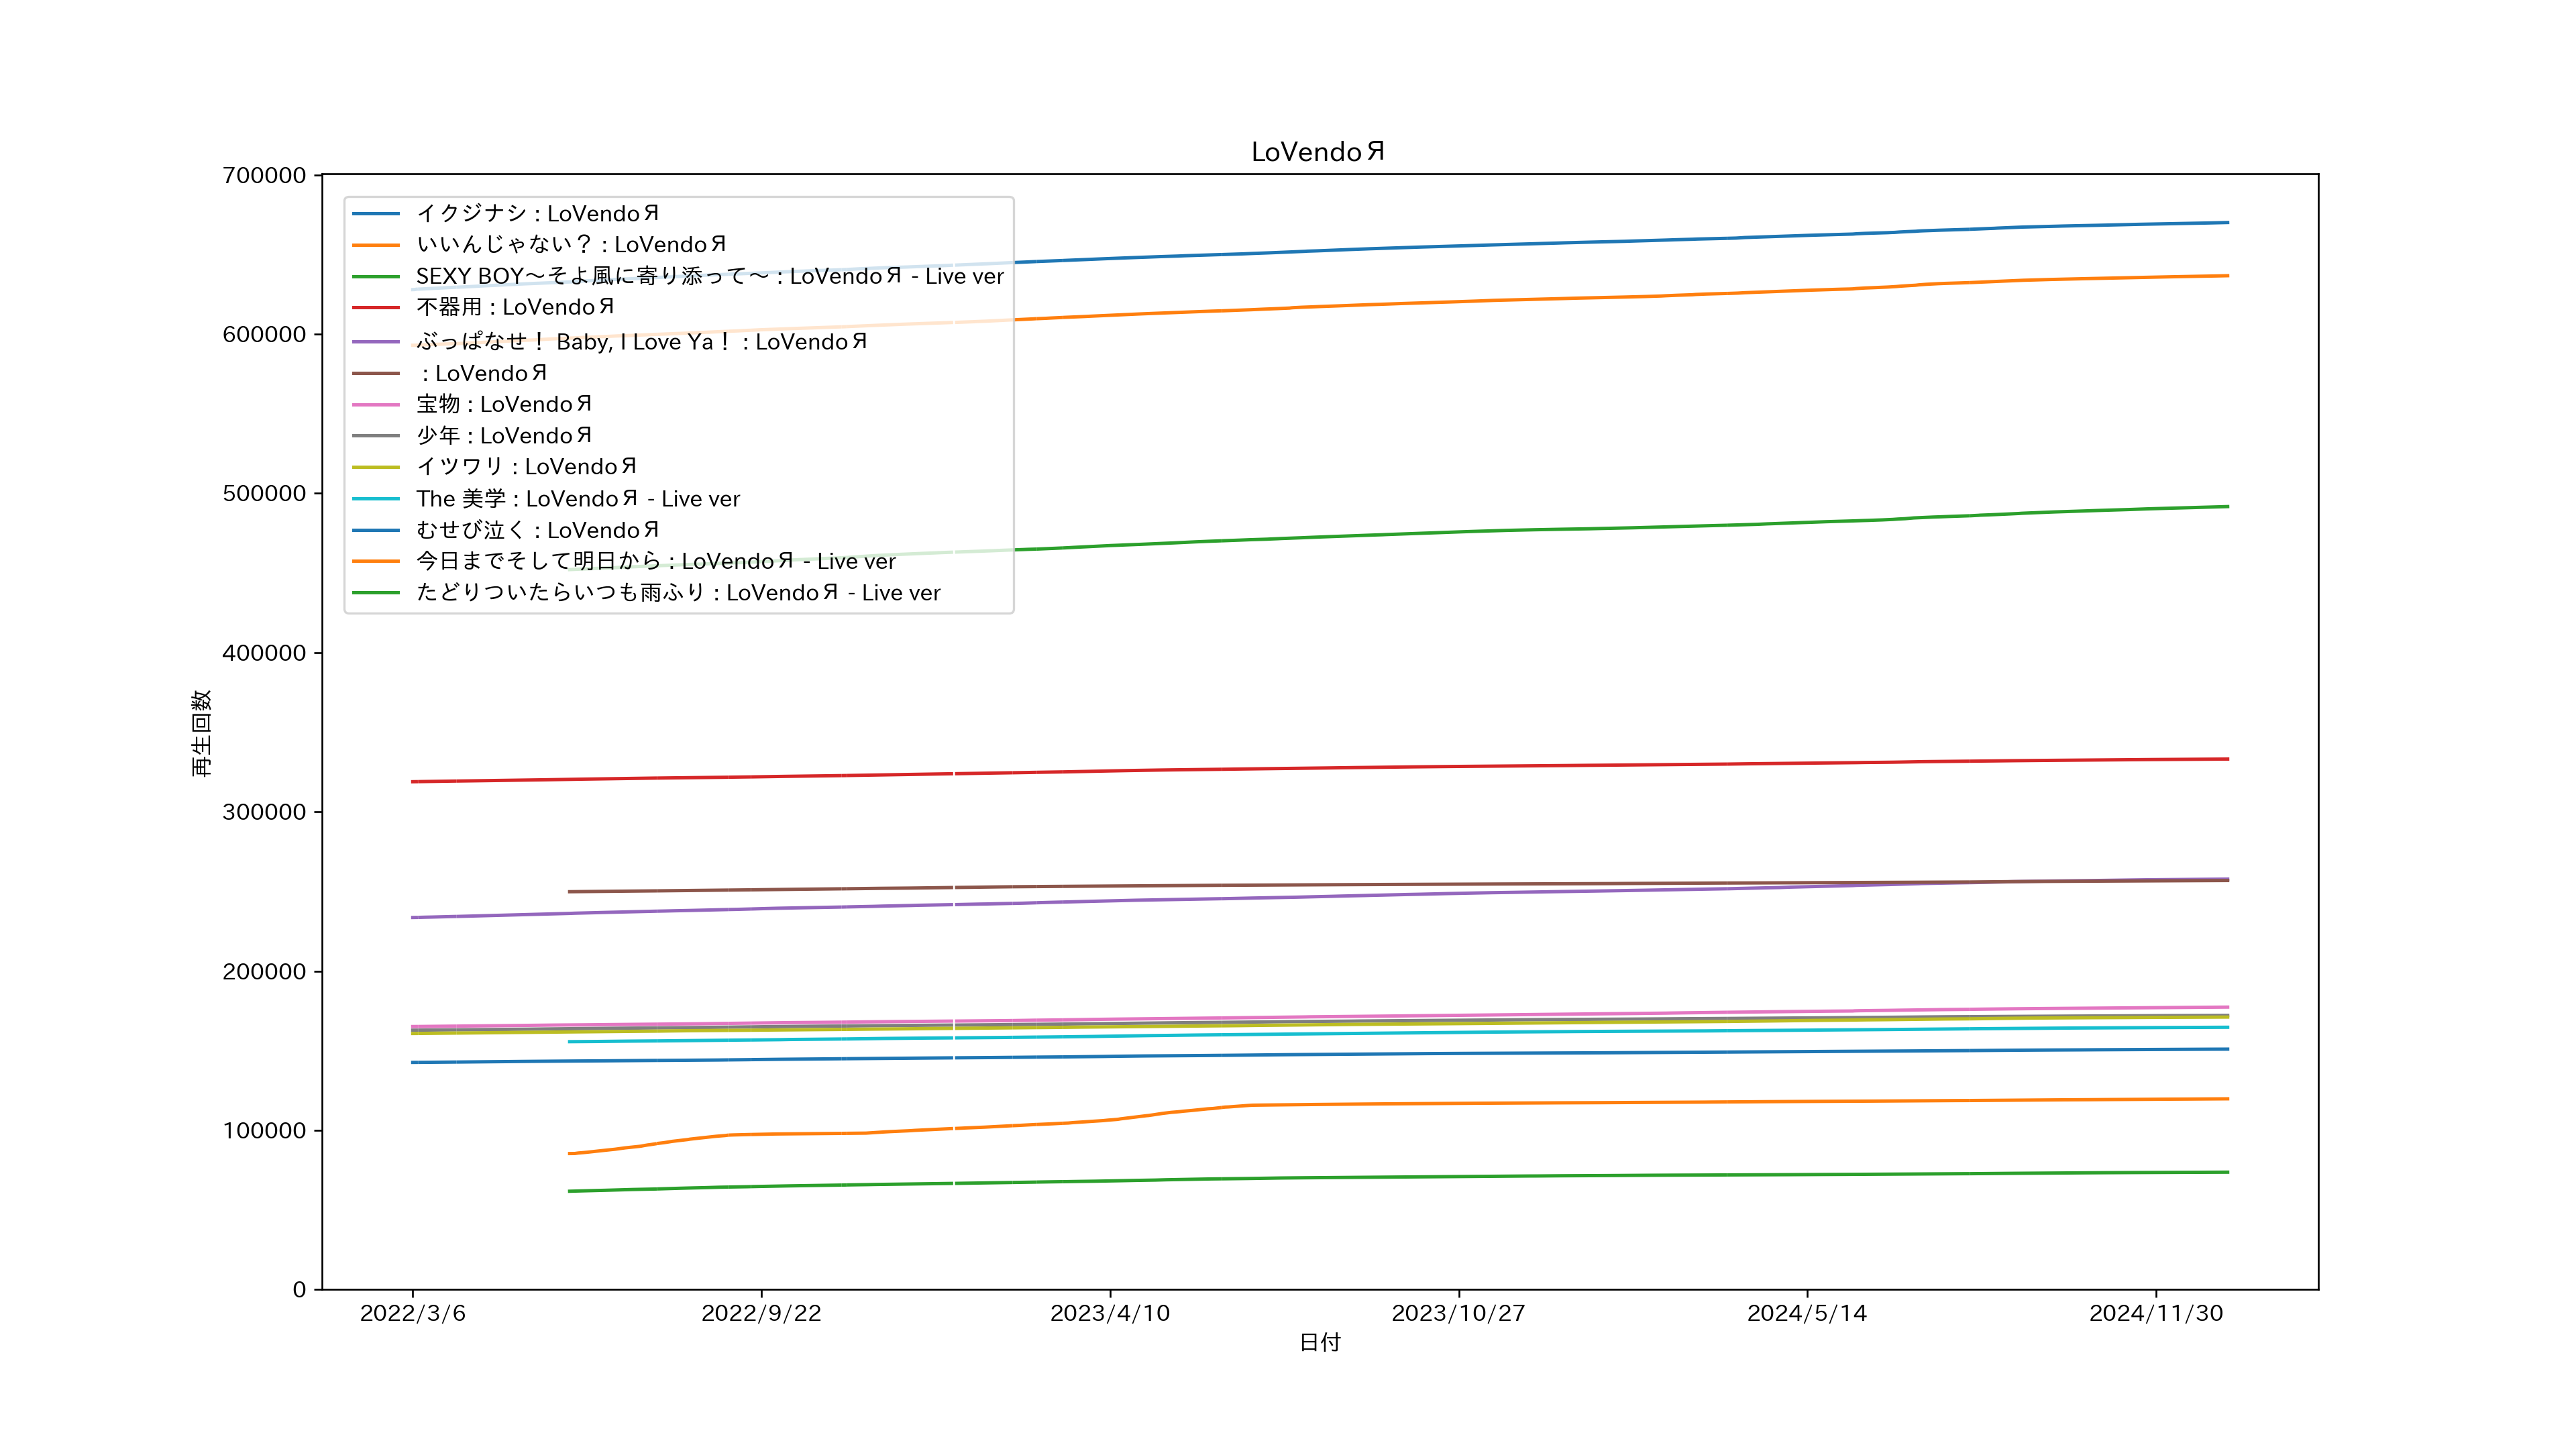 LoVendoЯ
700000
600000
500000
400000
300000
200000
100000
0
再生回数
イクジナシ : LoVendoЯ
いいんじゃない？ : LoVendoЯ
SEXY BOY〜そよ風に寄り添って〜 : LoVendoЯ - Live ver
不器用 : LoVendoЯ
ぶっぱなせ！ Baby, I Love Ya！ : LoVendoЯ
: LoVendoЯ
宝物 : LoVendoЯ
少年 : LoVendoЯ
イツワリ : LoVendoЯ
The 美学 : LoVendoЯ - Live ver
むせび泣く : LoVendoЯ
今日までそして明日から : LoVendoЯ - Live ver
たどりついたらいつも雨ふり : LoVendoЯ - Live ver
2022/3/6
2022/9/22
2023/4/10
2023/10/27
2024/5/14
2024/11/30
日付